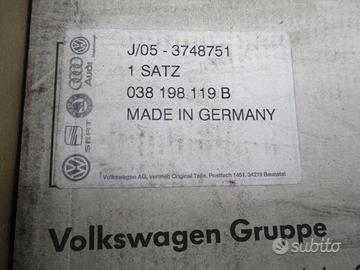 J/05 - 3748751
1 SATZ
038 198 119 B
MADE IN GERMANY
Audi
SEAT
Volkswagen AG, Vertrieb Original Teile, Postfach 1451, 34219 Baunatal
Volkswagen Gruppe
subito